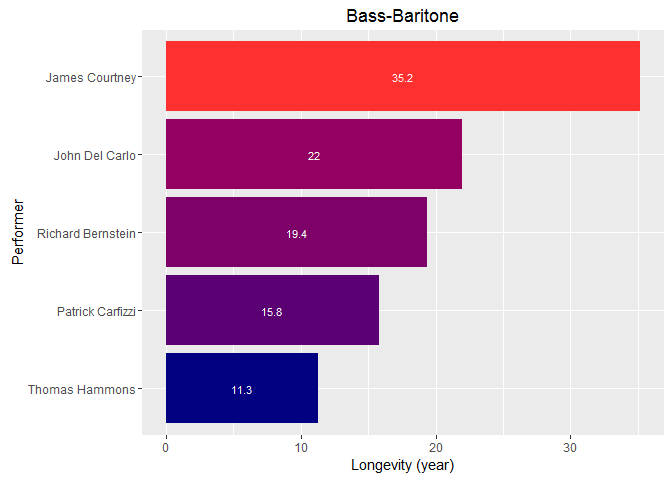 Bass-Baritone
Performer
James Courtney
35.2
John Del Carlo
22
Richard Bernstein
19.4
Patrick Carfizzi
15.8
Thomas Hammons
11.3
0 10 20 30
Longevity (year)